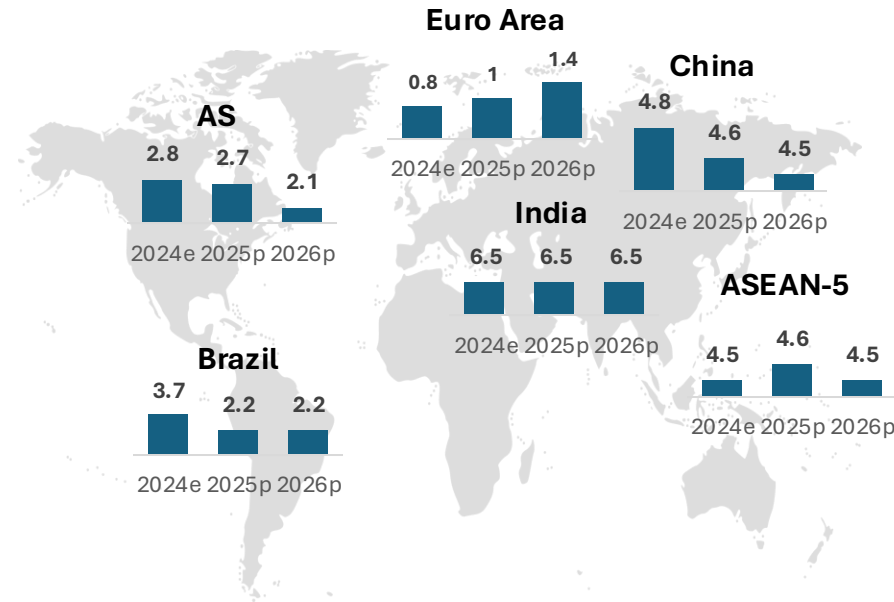 Euro Area
0.8 1 1.4
2024e 2025p 2026p
China
4.8 4.6 4.5
2024e 2025p 2026p
AS
2.8 2.7 2.1
2024e 2025p 2026p
India
6.5 6.5 6.5
2024e 2025p 2026p
ASEAN-5
4.5 4.6 4.5
2024e 2025p 2026p
Brazil
3.7 2.2 2.2
2024e 2025p 2026p